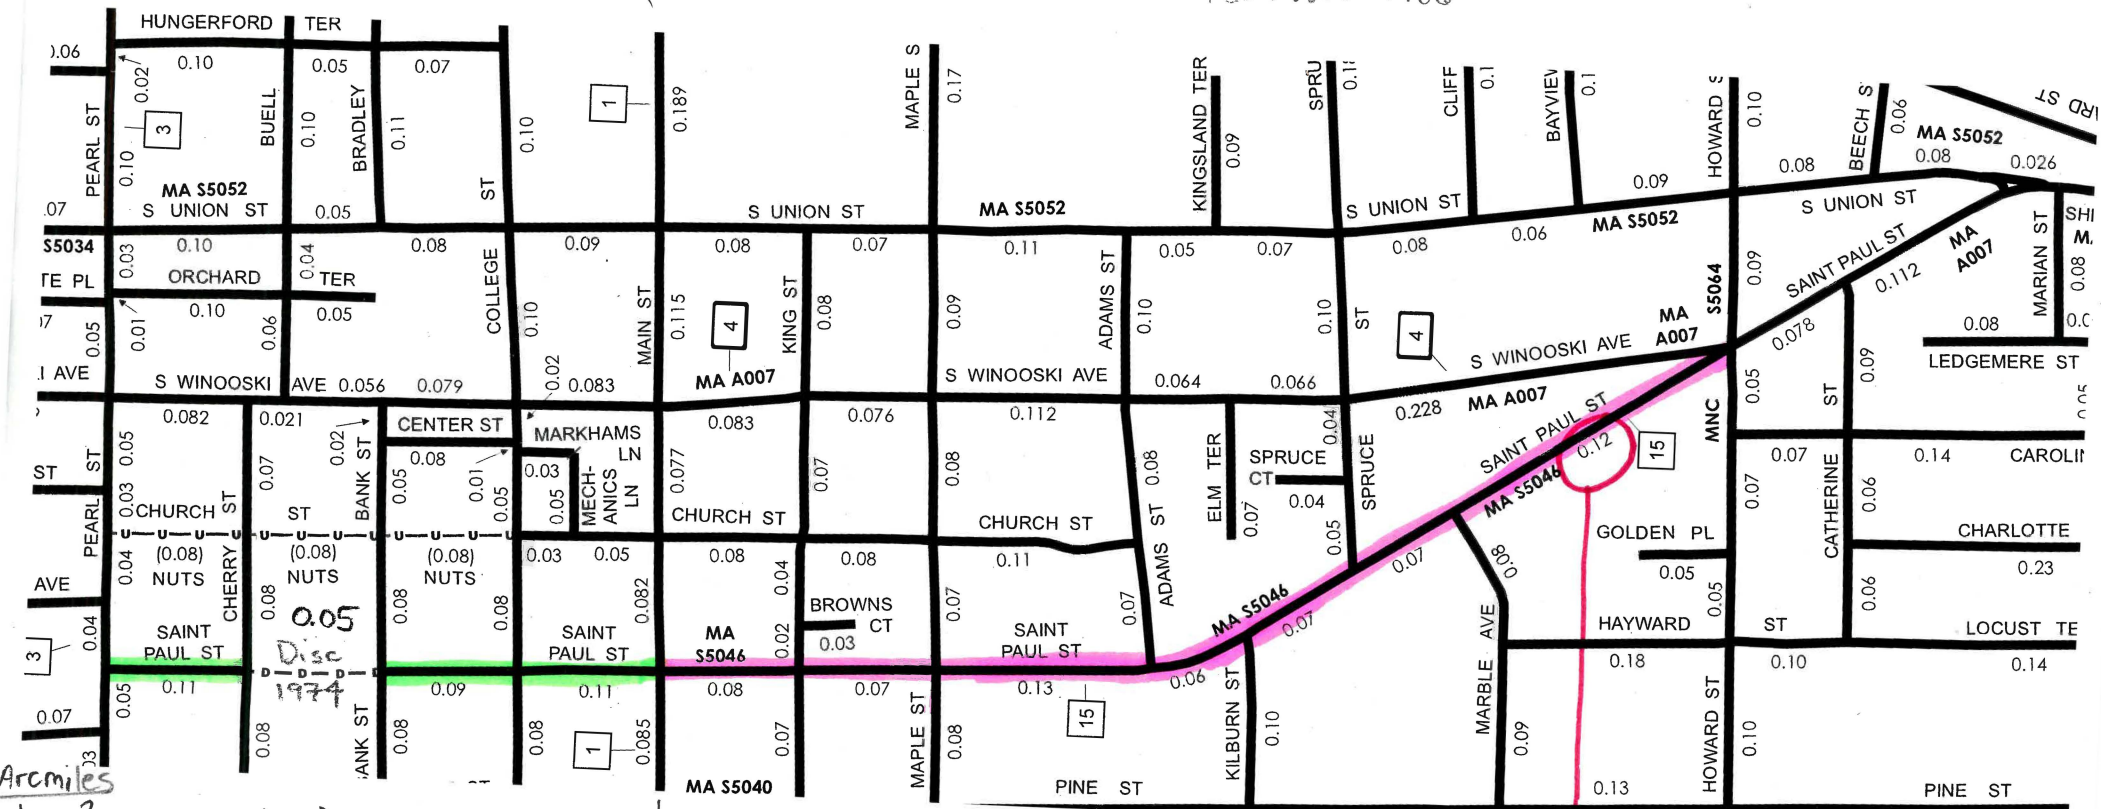 HUNGERFORD TER
0.10 0.05 0.07
0.02
3
1
0.189
0.17
0.10 0.11 0.10
PEARL ST
0.10
BUELL
BRADLEY
ST
MAPLE S
KINGSLAND TER
0.09
CLIFF
BAYVIEW
HOWARD S
0.10
BEECH S
0.06
MA S5052
0.08 0.026
MA S5052
S UNION ST 0.05
S UNION ST
MA S5052
S UNION ST
0.09
MA S5052
0.08
S UNION ST
.07
S5034
0.03
0.10
0.04
0.08 0.09 0.08 0.07 0.11 0.05 0.07 0.08 0.06
TE PL
ORCHARD TER
0.10 0.05
0.01
0.05
0.06
COLLEGE
0.10
MAIN ST
0.115
4
KING ST
0.08
0.09
ADAMS ST
0.10
0.10
ST
4
S5064
0.09
SAINT PAUL ST
0.112
MA
A007
MARIAN ST
0.08
0.08
LEDGEMERE ST
I AVE
S WINOOSKI AVE 0.056 0.079
0.02
0.083
MA A007
S WINOOSKI AVE
0.064 0.066
S WINOOSKI AVE
MA
A007
0.078
0.082 0.021
0.083 0.076 0.112
0.228
MA A007
0.05
PEARL ST
0.03
0.07
0.02
BANK ST
CENTER ST
0.08
0.05
0.01
0.05
MARKHAMS
LN
0.03
0.05
MECH-
ANICS
LN
0.077
0.07
0.08
0.08
ELM TER
0.07
SPRUCE
CT
0.04
0.04
SPRUCE
0.05
SAINT PAUL ST
0.12
MA S5046
15
MNC
0.05
0.07
0.07
ST
CATHERINE
0.09
0.06
0.14
CAROLIN
ST
CHURCH ST
CHURCH ST
CHURCH ST
U U U U U U U U U
(0.08) (0.08) (0.08)
NUTS NUTS NUTS
0.03 0.05 0.08 0.08 0.11
AVE
0.04
0.04
CHERRY ST
0.08
0.05
Disc
1974
D D D
0.08
0.08
0.082
0.04
0.02
BROWNS
CT
0.03
0.07
0.07
ADAMS ST
0.07
0.08
MARBLE AVE
GOLDEN PL
0.05
0.05
CHARLOTTE
0.23
0.06
HAYWARD ST
LOCUST TE
0.18 0.10 0.14
3
SAINT
PAUL ST
SAINT
PAUL ST
MA
S5046
SAINT
PAUL ST
MA S5046
0.07
0.11 0.09 0.11 0.08 0.07 0.13 0.06
0.05
0.07
0.08
BANK ST
0.08
0.08
1
0.085
0.07
MAPLE ST
0.08
15
KILBURN ST
0.10
0.09
HOWARD ST
0.10
Arcmiles
MA S5040
PINE ST
0.13
PINE ST